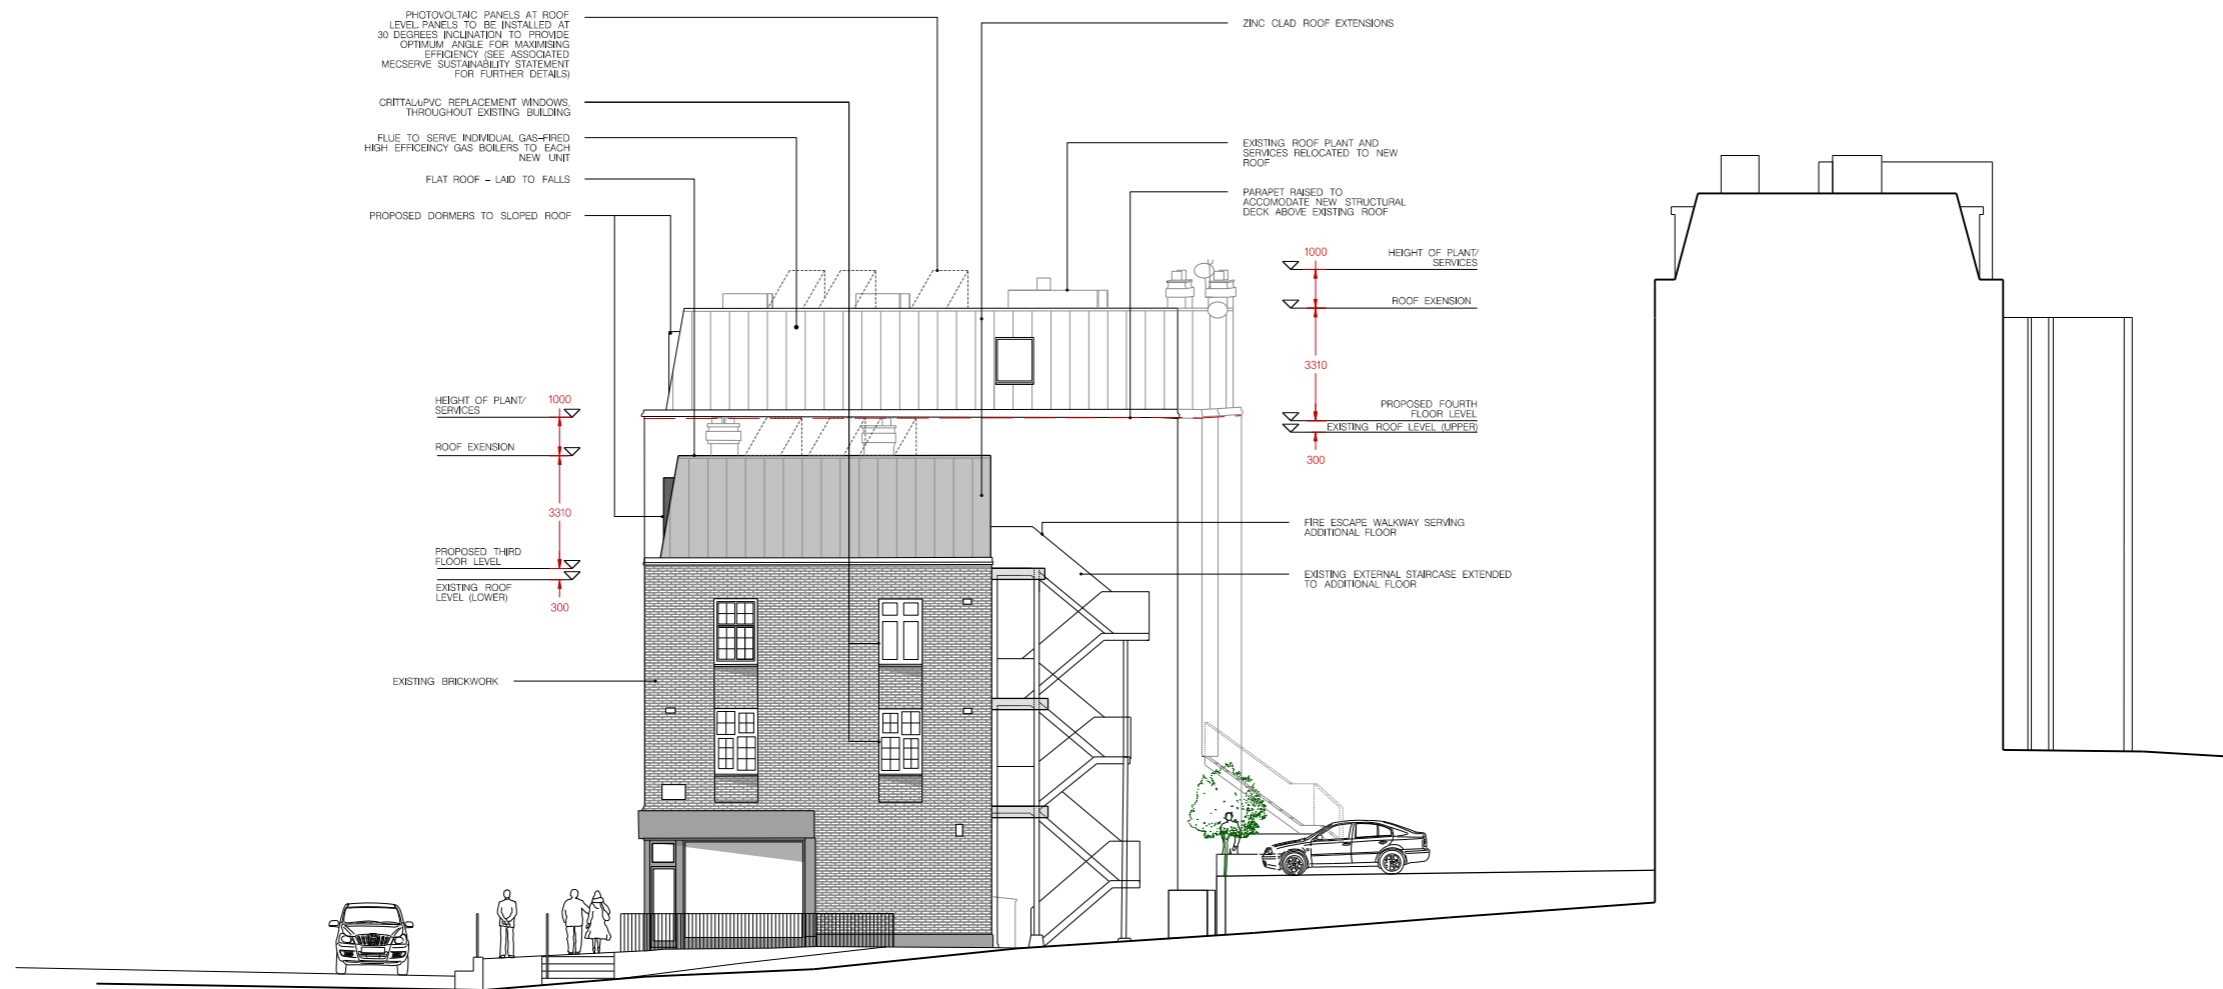 PHOTOVOLTAIC PANELS AT ROOF
LEVEL. PANELS TO BE INSTALLED AT
30 DEGREES INCLINATION TO PROVIDE
OPTIMUM ANGLE FOR MAXIMISING
EFFICIENCY (SEE ASSOCIATED
MECSERVE SUSTAINABILITY STATEMENT
FOR FURTHER DETAILS)
CRITTAL/uPVC REPLACEMENT WINDOWS,
THROUGHOUT EXISTING BUILDING
FLUE TO SERVE INDIVIDUAL GAS-FIRED
HIGH EFFICEINCY GAS BOILERS TO EACH
NEW UNIT
FLAT ROOF - LAID TO FALLS
PROPOSED DORMERS TO SLOPED ROOF
ZINC CLAD ROOF EXTENSIONS
EXISTING ROOF PLANT AND
SERVICES RELOCATED TO NEW
ROOF
PARAPET RAISED TO
ACCOMODATE NEW STRUCTURAL
DECK ABOVE EXISTING ROOF
1000
HEIGHT OF PLANT/
SERVICES
ROOF EXENSION
3310
PROPOSED FOURTH
FLOOR LEVEL
EXISTING ROOF LEVEL (UPPER)
300
HEIGHT OF PLANT/
SERVICES
1000
ROOF EXENSION
3310
PROPOSED THIRD
FLOOR LEVEL
EXISTING ROOF
LEVEL (LOWER)
300
FIRE ESCAPE WALKWAY SERVING
ADDITIONAL FLOOR
EXISTING EXTERNAL STAIRCASE EXTENDED
TO ADDITIONAL FLOOR
EXISTING BRICKWORK